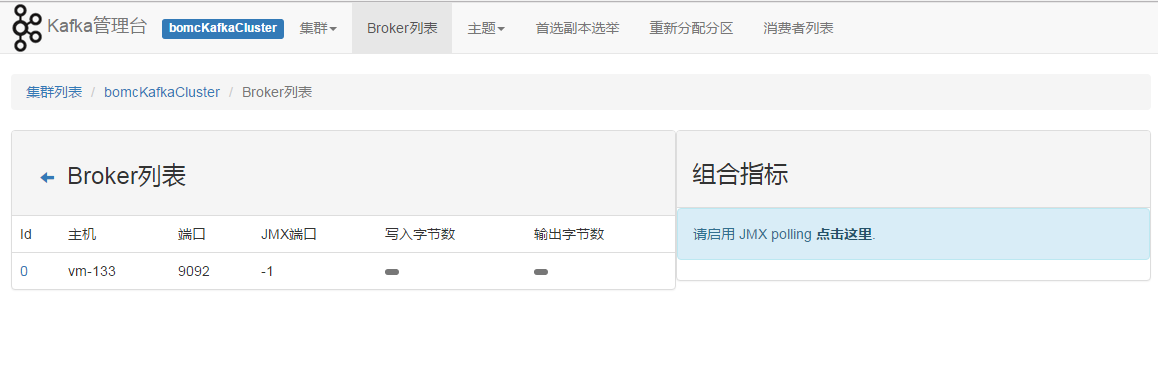 Kafka管理台 bomcKafkaCluster 集群 Broker列表 主题 首选副本选举 重新分配分区 消费者列表
集群列表 / bomcKafkaCluster / Broker列表
Broker列表
Id 主机 端口 JMX端口 写入字节数 输出字节数
0 vm-133 9092 -1
组合指标
请启用 JMX polling 点击这里.